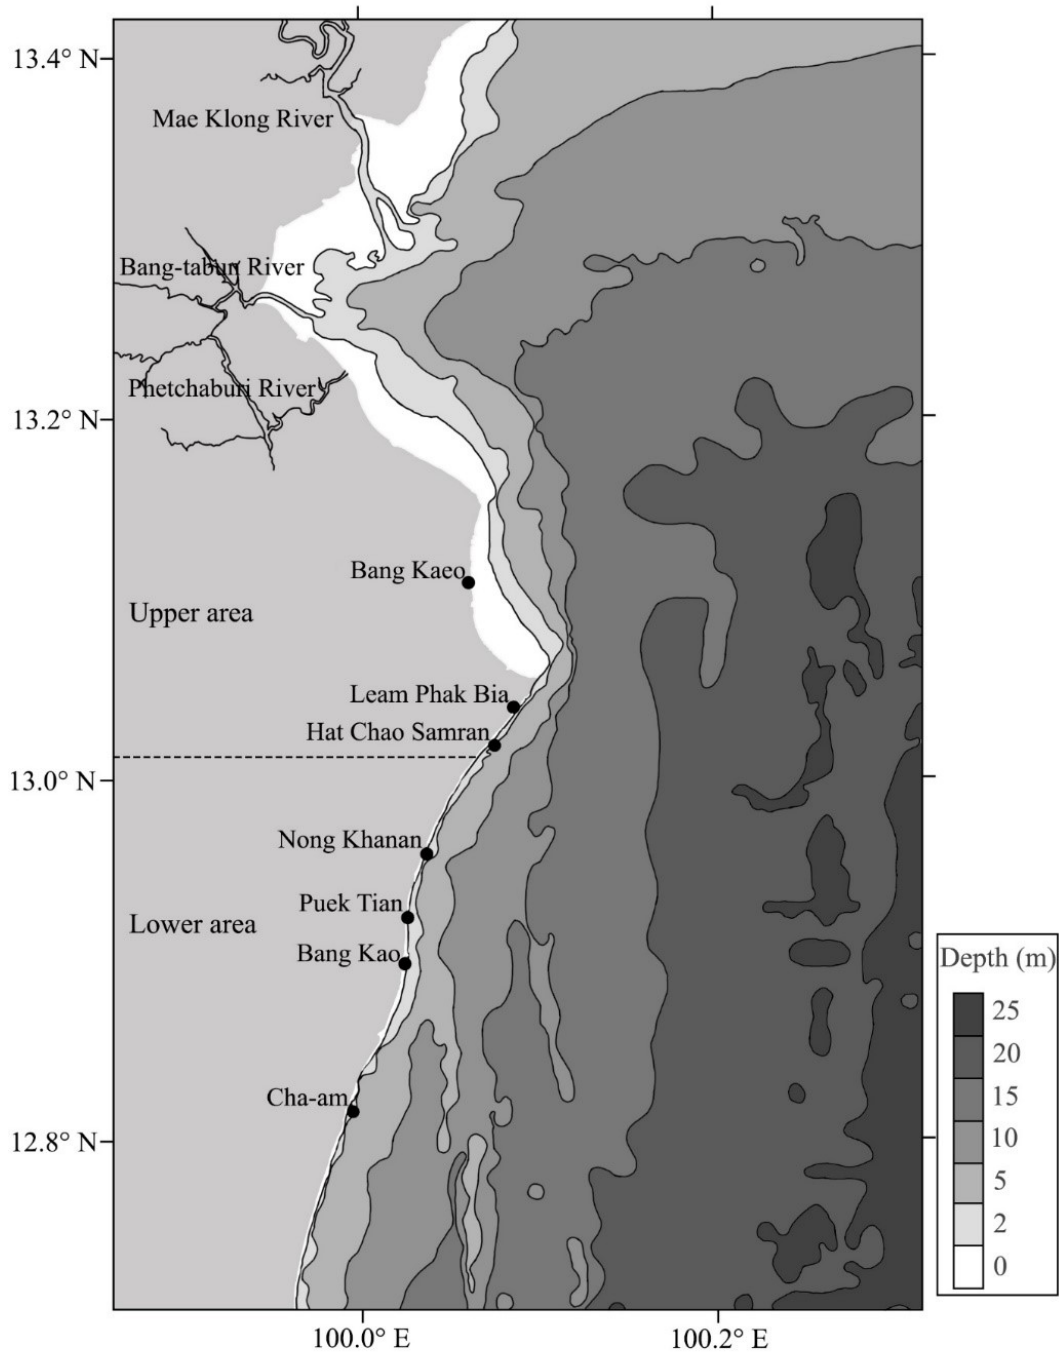 13.4° N
Mae Klong River
Bang-tabun River
Phetchaburi River
13.2° N
Bang Kaeo
Upper area
Leam Phak Bia
Hat Chao Samran
13.0° N
Nong Khanan
Puek Tian
Lower area
Bang Kao
Depth (m)
25
20
15
10
5
2
0
Cha-am
12.8° N
100.0° E
100.2° E